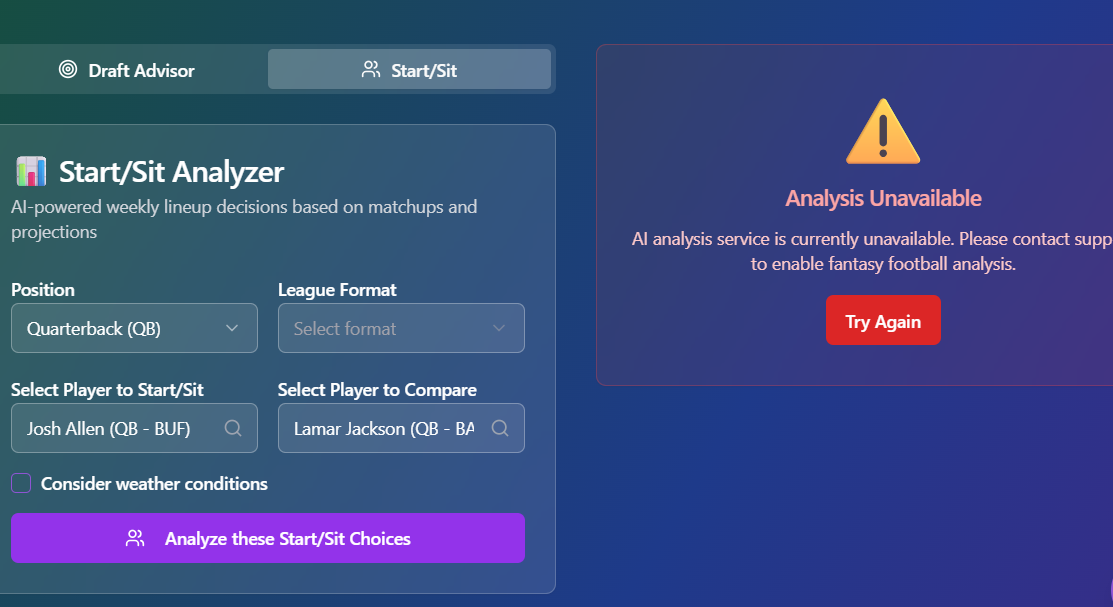 Draft Advisor
Start/Sit
Start/Sit Analyzer
AI-powered weekly lineup decisions based on matchups and
projections
Position
League Format
Quarterback (QB)
Select format
Select Player to Start/Sit
Select Player to Compare
Josh Allen (QB - BUF)
Lamar Jackson (QB - BA
Consider weather conditions
Analyze these Start/Sit Choices
Analysis Unavailable
AI analysis service is currently unavailable. Please contact supp
to enable fantasy football analysis.
Try Again